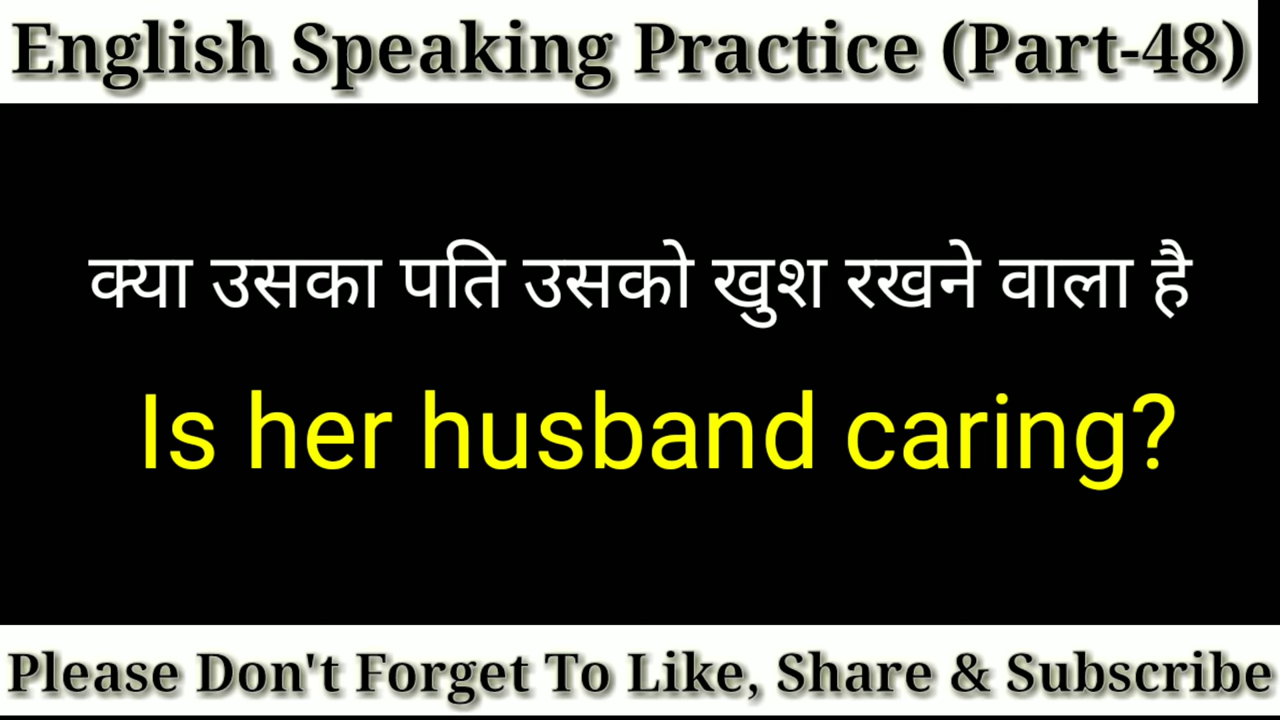 English Speaking Practice (Part-48)
क्या उसका पति उसको खुश रखने वाला है
Is her husband caring?
Please Don't Forget To Like, Share & Subscribe